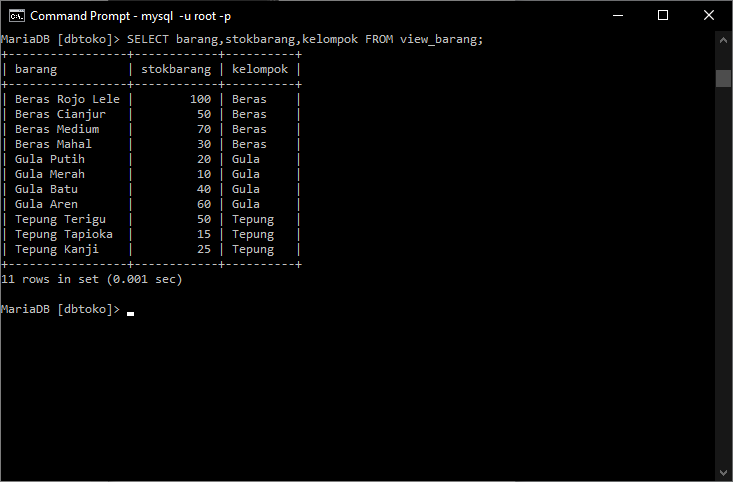 Command Prompt - mysql -u root -p
MariaDB [dbtoko]> SELECT barang,stokbarang,kelompok FROM view_barang;
+----------------+------------+----------+
| barang         | stokbarang | kelompok |
+----------------+------------+----------+
| Beras Rojo Lele |        100 | Beras    |
| Beras Cianjur  |         50 | Beras    |
| Beras Medium   |         70 | Beras    |
| Beras Mahal    |         30 | Beras    |
| Gula Putih     |         20 | Gula     |
| Gula Merah     |         10 | Gula     |
| Gula Batu      |         40 | Gula     |
| Gula Aren      |         60 | Gula     |
| Tepung Terigu  |         50 | Tepung   |
| Tepung Tapioka |         15 | Tepung   |
| Tepung Kanji   |         25 | Tepung   |
+----------------+------------+----------+
11 rows in set (0.001 sec)
MariaDB [dbtoko]>